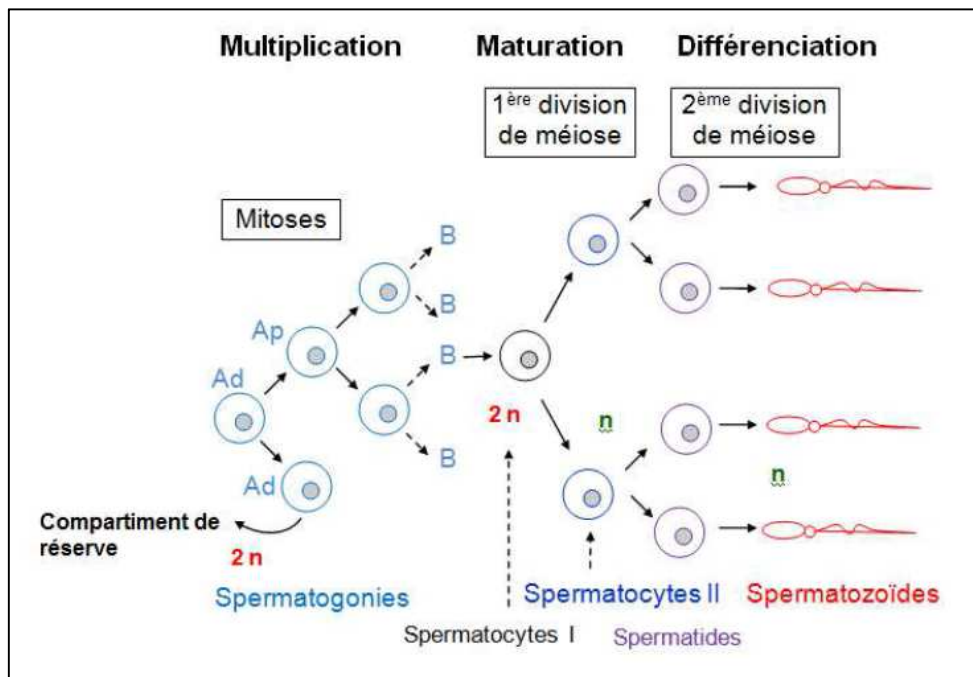 Multiplication
Maturation
Différenciation
1ère division
de méiose
2ème division
de méiose
Mitoses
B
B
Ap
B
Ad
2 n
n
B
Ad
n
Compartiment de
réserve
2 n
Spermatogonies
Spermatocytes II
Spermatozoïdes
Spermatocytes I
Spermatides